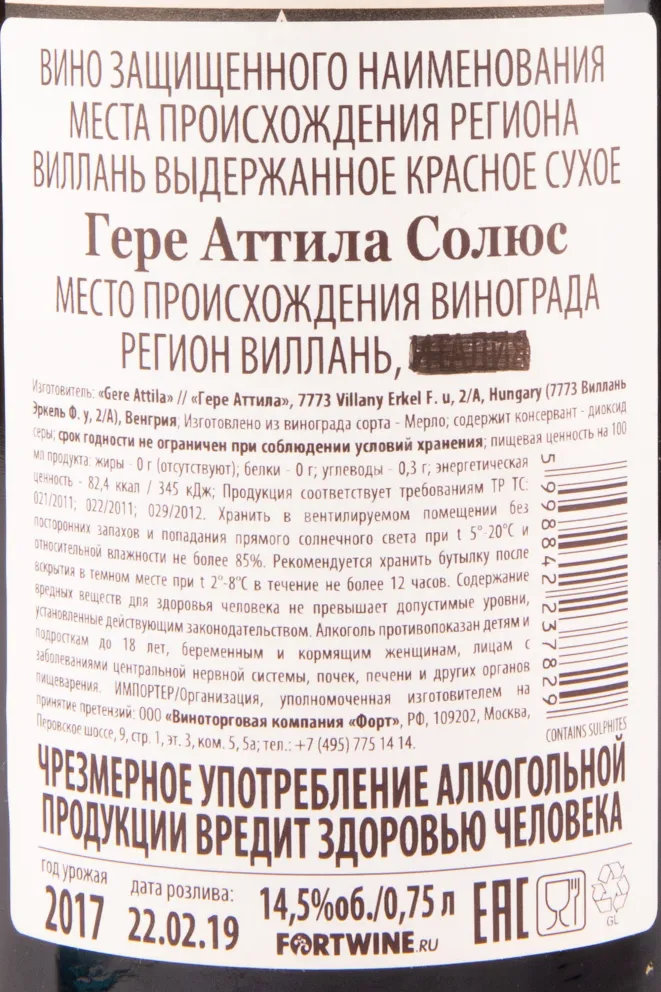 ВИНО ЗАЩИЩЕННОГО НАИМЕНОВАНИЯ
МЕСТА ПРОИСХОЖДЕНИЯ РЕГИОНА
ВИЛЛАНЬ ВЫДЕРЖАННОЕ КРАСНОЕ СУХОЕ
Гере Аттила Солюс
МЕСТО ПРОИСХОЖДЕНИЯ ВИНОГРАДА
РЕГИОН ВИЛЛАНЬ,
Изготовитель: «Gere Attila» // «Гере Аттила», 7773 Villany Erkel F. u, 2/A, Hungary (7773 Виллань
Эркель Ф. у, 2/А), Венгрия; Изготовлено из винограда сорта - Мерло; содержит консервант - диоксид
серы; срок годности не ограничен при соблюдении условий хранения; пищевая ценность на 100
мл продукта: жиры - 0 г (отсутствуют); белки - 0 г; углеводы - 0,3 г; энергетическая
ценность - 82,4 ккал / 345 кДж; Продукция соответствует требованиям ТР ТС:
021/2011; 022/2011; 029/2012. Хранить в вентилируемом помещении без
посторонних запахов и попадания прямого солнечного света при t 5°-20°С и
относительной влажности не более 85%. Рекомендуется хранить бутылку после
вскрытия в темном месте при t 2°-8°С в течение не более 12 часов. Содержание
вредных веществ для здоровья человека не превышает допустимые уровни,
установленные действующим законодательством. Алкоголь противопоказан детям и
подросткам до 18 лет, беременным и кормящим женщинам, лицам с
заболеваниями центральной нервной системы, почек, печени и других органов
пищеварения. ИМПОРТЕР/Организация, уполномоченная изготовителем на
принятие претензий: ООО «Виноторговая компания «Форт», РФ, 109202, Москва,
Перовское шоссе, 9, стр. 1, эт. 3, ком. 5, 5а; тел.: +7 (495) 775 14 14.
5 998842 237829
CONTAINS SULPHITES
ЧРЕЗМЕРНОЕ УПОТРЕБЛЕНИЕ АЛКОГОЛЬНОЙ
ПРОДУКЦИИ ВРЕДИТ ЗДОРОВЬЮ ЧЕЛОВЕКА
год урожая
2017
дата розлива:
22.02.19
14,5%об./0,75 л
FORTWINE.RU
EAC
GL